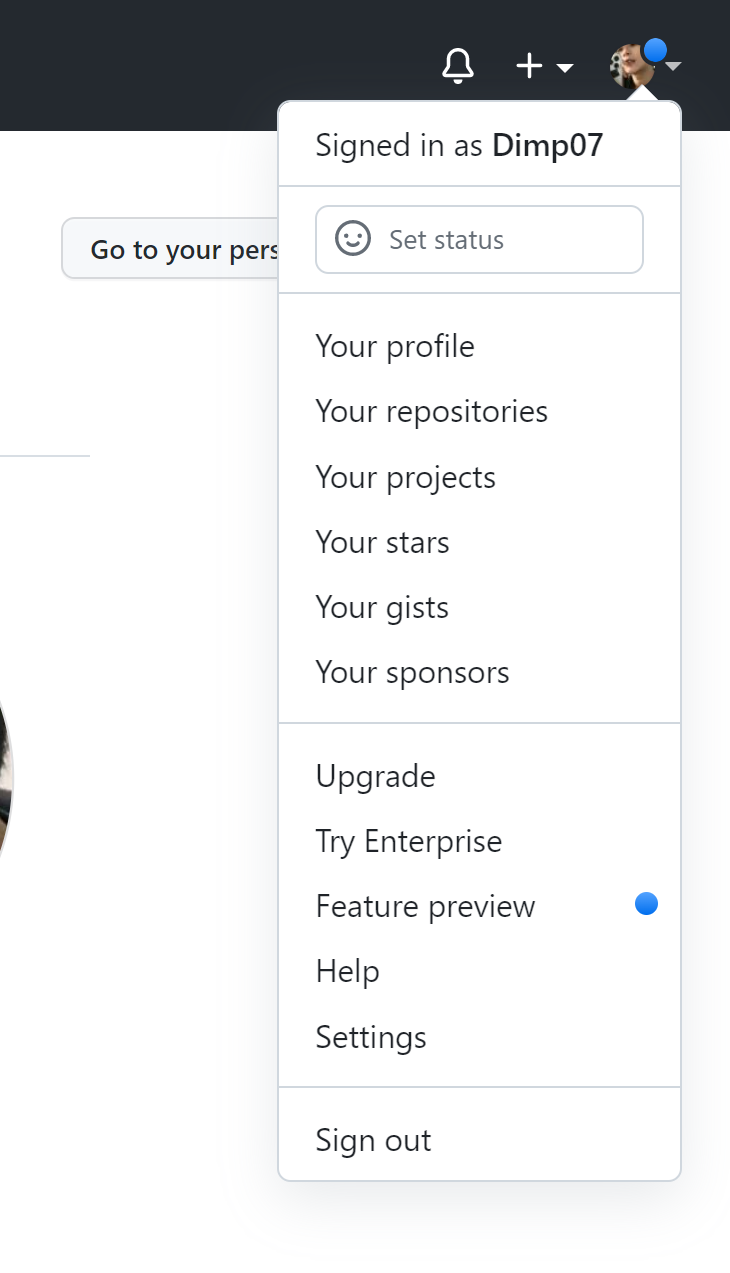 Signed in as Dimp07
Set status
Go to your pers
Your profile
Your repositories
Your projects
Your stars
Your gists
Your sponsors
Upgrade
Try Enterprise
Feature preview
Help
Settings
Sign out